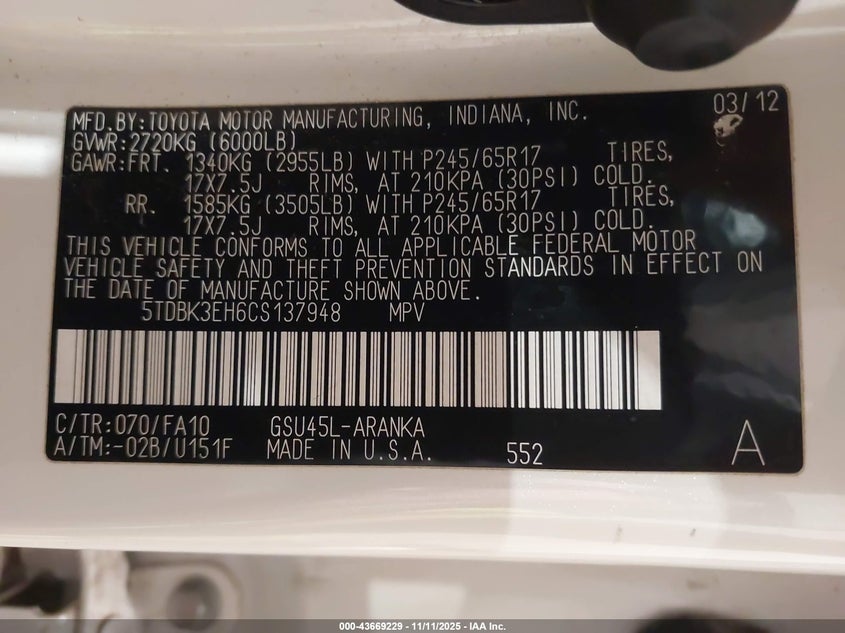 MFD.BY:TOYOTA MOTOR MANUFACTURING, INDIANA, INC. 03/12
GVWR:2720KG (6000LB)
GAWR:FRT. 1340KG (2955LB) WITH P245/65R17 TIRES,
17X7.5J RIMS, AT 210KPA (30PSI) COLD.
RR. 1585KG (3505LB) WITH P245/65R17 TIRES,
17X7.5J RIMS, AT 210KPA (30PSI) COLD.
THIS VEHICLE CONFORMS TO ALL APPLICABLE FEDERAL MOTOR
VEHICLE SAFETY AND THEFT PREVENTION STANDARDS IN EFFECT ON
THE DATE OF MANUFACTURE SHOWN ABOVE.
5TDBK3EH6CS137948 MPV
C/TR:070/FA10 GSU45L-ARANKA
A/TM:-02B/U151F MADE IN U.S.A. 552 A
000-43669229 - 11/11/2025 - IAA Inc.